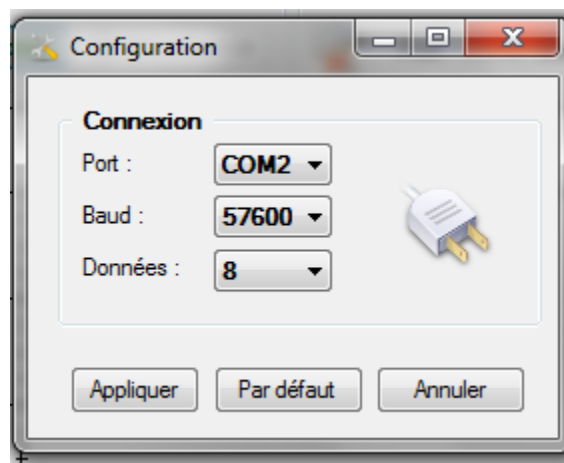 Configuration
Connexion
Port :
COM2
Baud :
57600
Données :
8
Appliquer
Par défaut
Annuler